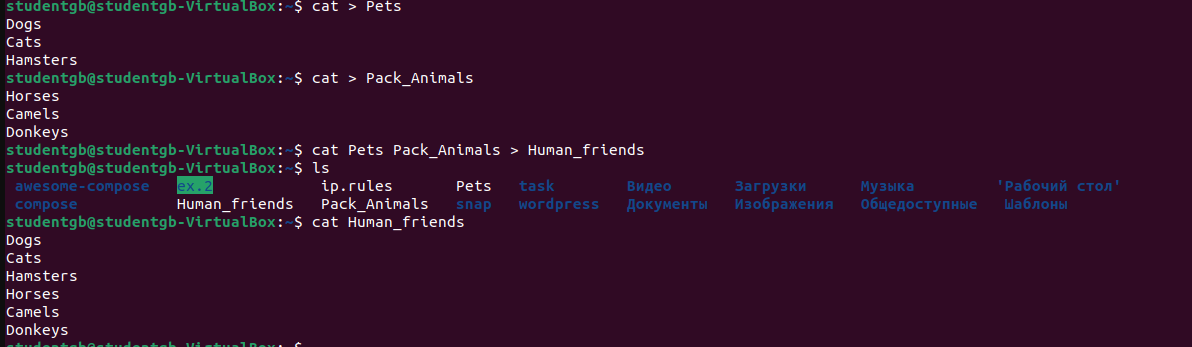 studentgb@studentgb-VirtualBox:~$ cat > Pets
Dogs
Cats
Hamsters
studentgb@studentgb-VirtualBox:~$ cat > Pack_Animals
Horses
Camels
Donkeys
studentgb@studentgb-VirtualBox:~$ cat Pets Pack_Animals > Human_friends
studentgb@studentgb-VirtualBox:~$ ls
awesome-compose ex.2 ip.rules Pets task Видео Загрузки Музыка 'Рабочий стол'
compose Human_friends Pack_Animals snap wordpress Документы Изображения Общедоступные Шаблоны
studentgb@studentgb-VirtualBox:~$ cat Human_friends
Dogs
Cats
Hamsters
Horses
Camels
Donkeys